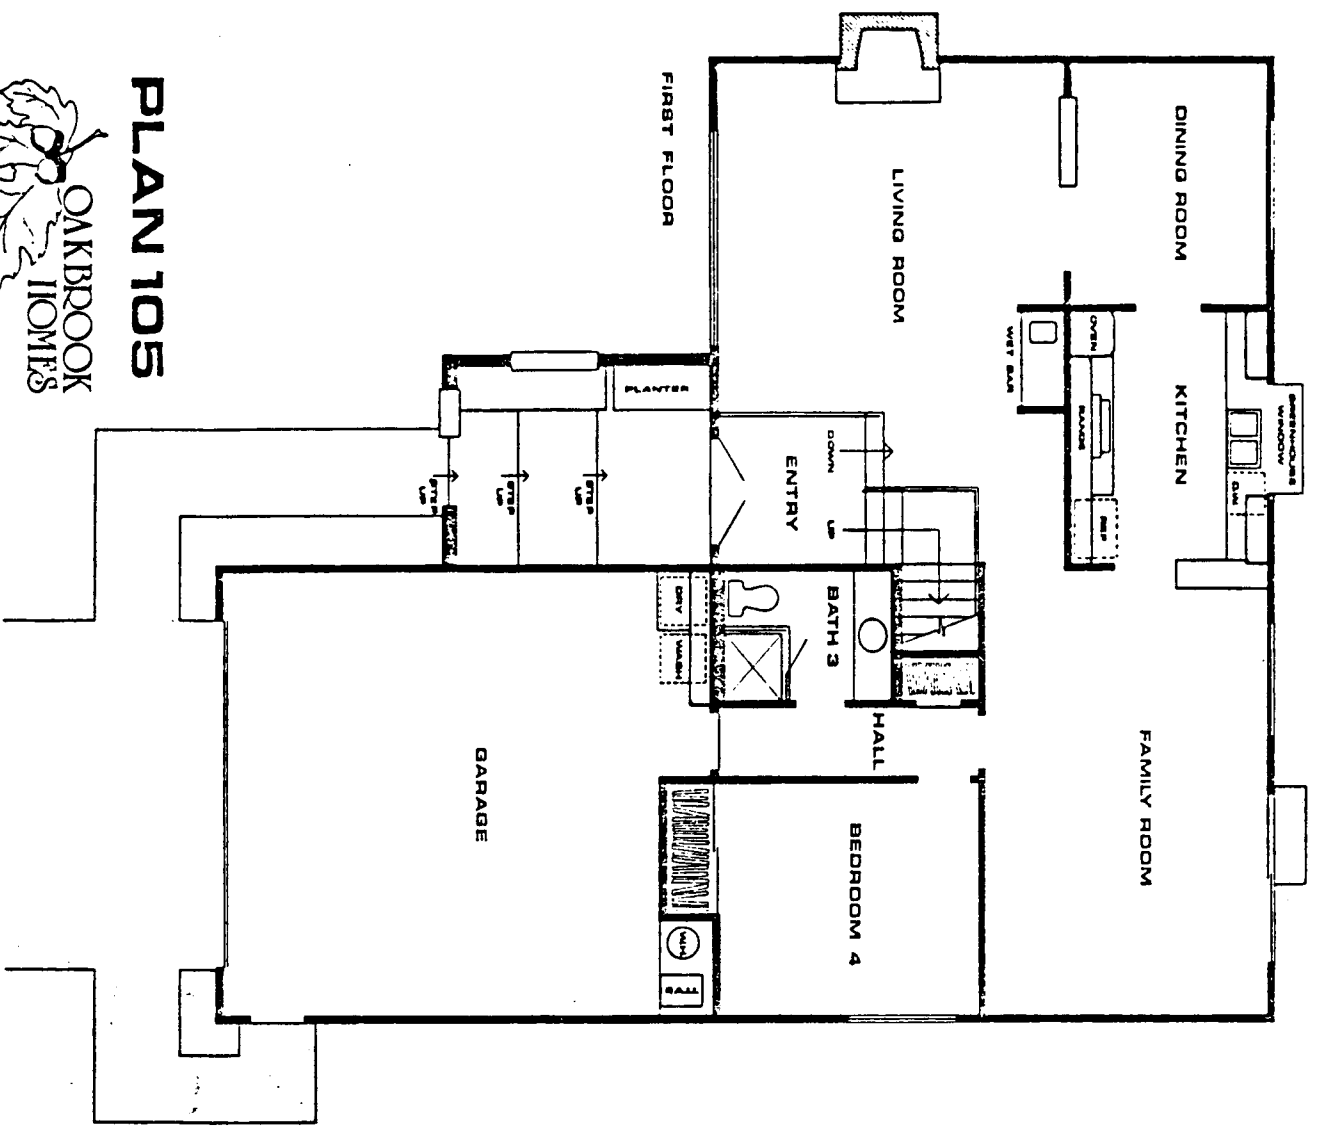 DINING ROOM
GREENHOUSE
WINDOW
KITCHEN
D.W.
FAMILY ROOM
OVEN
RANGE
REF
WET BAR
LIVING ROOM
DOWN
UP
ENTRY
HALL
BEDROOM 4
BATH 3
FIRST FLOOR
PLANTER
DRY
WASH
W.H.
STEP
UP
STEP
UP
STEP
UP
GARAGE
PLAN 105
OAKBROOK
HOMES